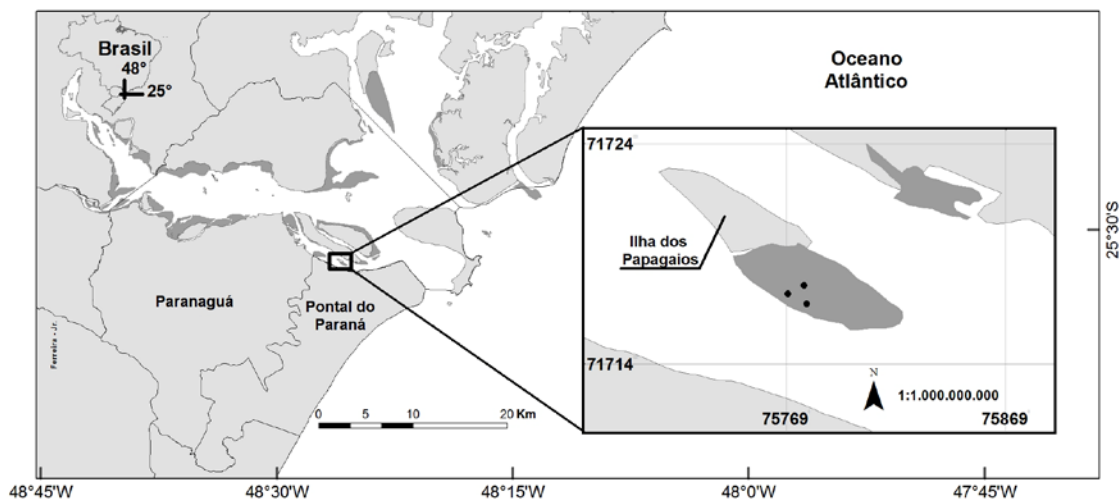 Brasil
48°
25°
Oceano
Atlântico
71724
Ilha dos
Papagaios
25°30'S
Paranaguá
Pontal do
Paraná
Ferreira - Jr.
71714
N
1:1.000.000.000
75769
75869
0 5 10 20 Km
48°45'W
48°30'W
48°15'W
48°0'W
47°45'W